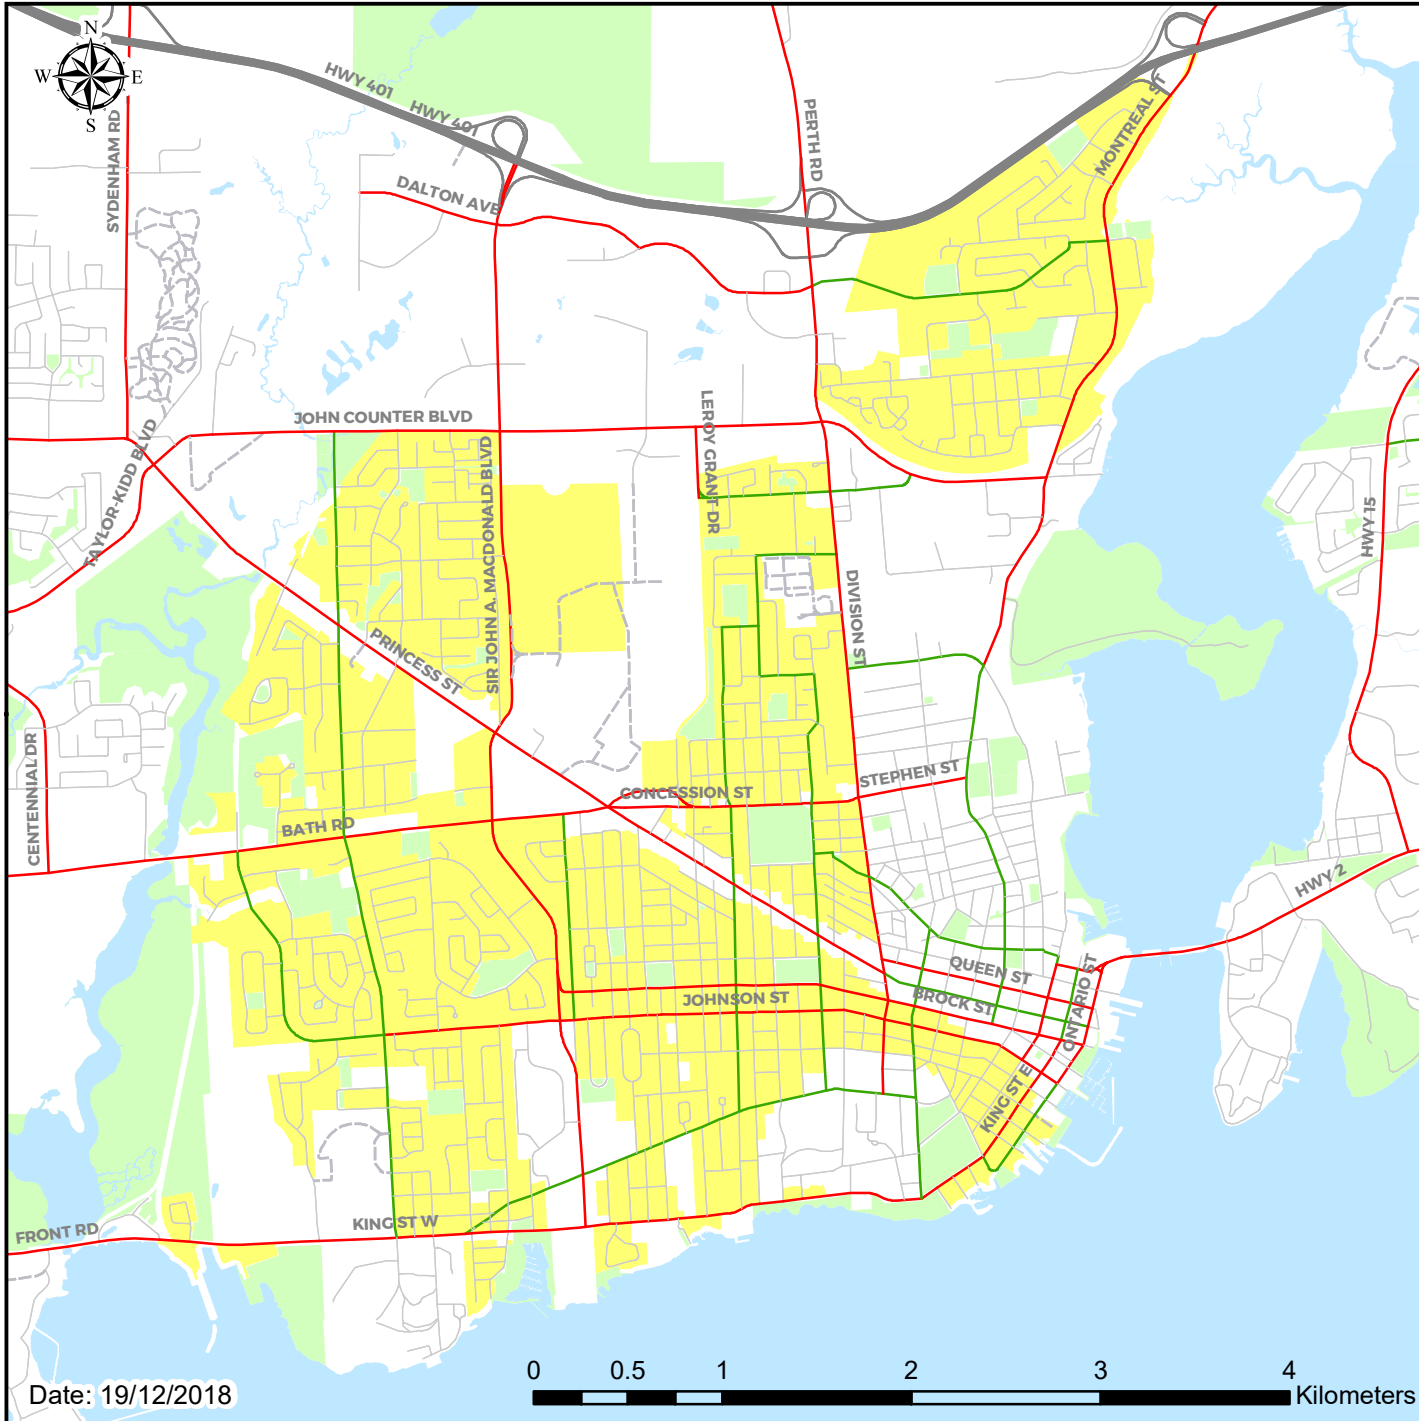 N
W E
S
SYDENHAM RD
HWY 401
HWY 401
PERTH RD
MONTREAL ST
DALTON AVE
JOHN COUNTER BLVD
TAYLOR-KIDD BLVD
SIR JOHN A. MACDONALD BLVD
LEROY GRANT DR
HWY 15
DIVISION ST
PRINCESS ST
CENTENNIAL DR
STEPHEN ST
CONCESSION ST
BATH RD
HWY 2
QUEEN ST
JOHNSON ST
BROCK ST
ONTARIO ST
KING ST E
KING ST W
FRONT RD
0 0.5 1 2 3 4
Kilometers
Date: 19/12/2018